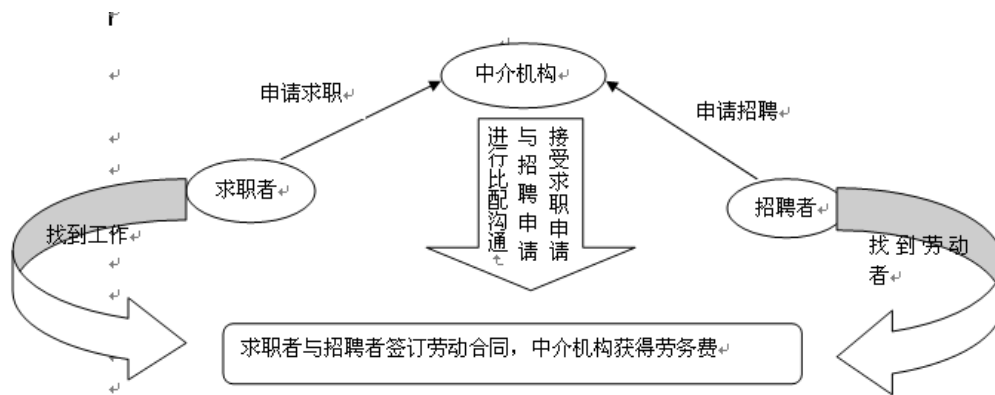 中介机构
申请求职
申请招聘
接受求职申请
与招聘申请
进行比配沟通
求职者
招聘者
找到工作
找到劳动
者
求职者与招聘者签订劳动合同，中介机构获得劳务费